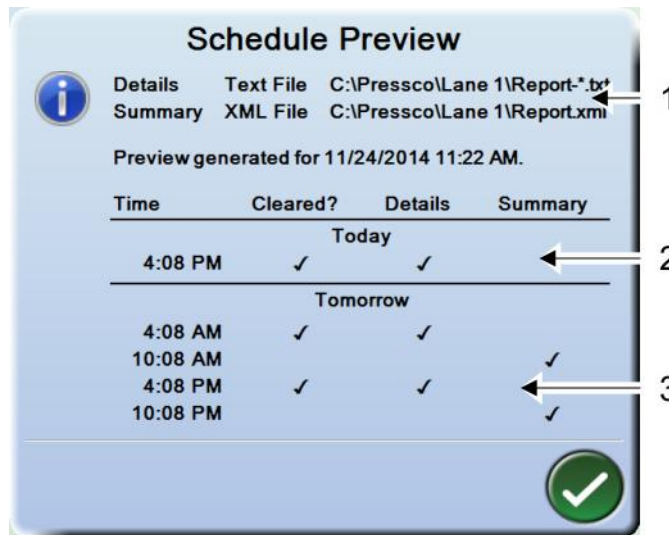 Schedule Preview
Details Text File C:\Pressco\Lane 1\Report-*.txt
Summary XML File C:\Pressco\Lane 1\Report.xml
1
Preview generated for 11/24/2014 11:22 AM.
Time Cleared? Details Summary
Today
4:08 PM ✓ ✓
2
Tomorrow
4:08 AM ✓ ✓
10:08 AM ✓
4:08 PM ✓ ✓
3
10:08 PM ✓